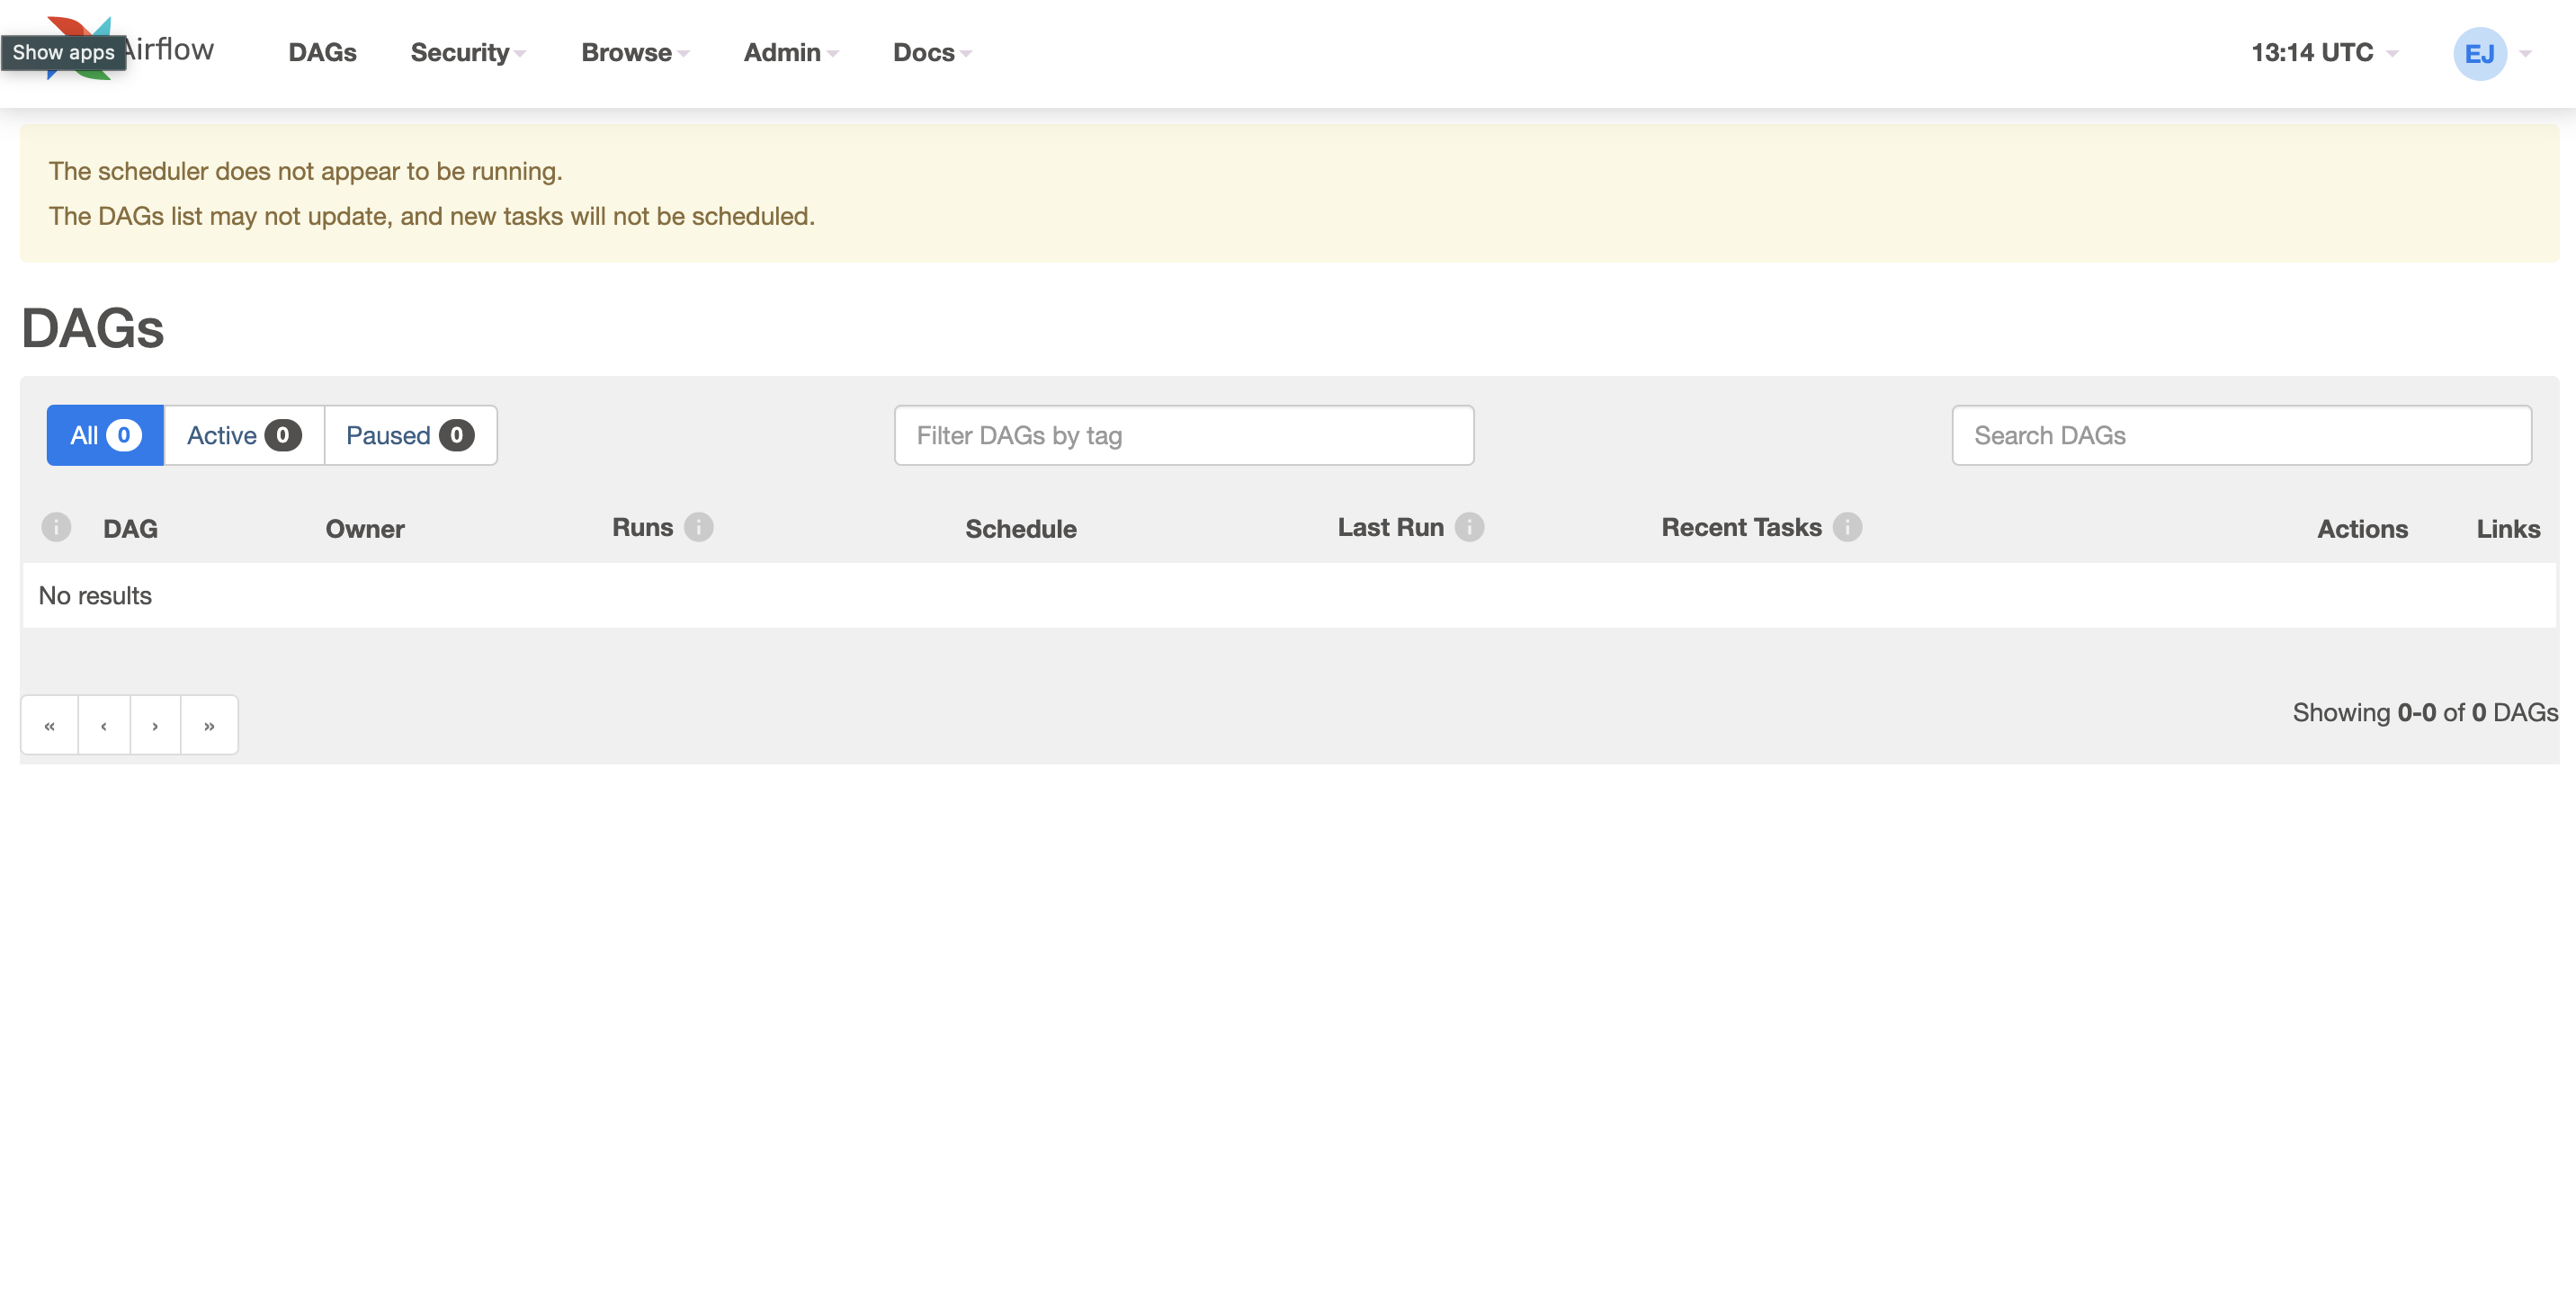 Show apps
Airflow
DAGs Security Browse Admin Docs 13:14 UTC EJ
The scheduler does not appear to be running.
The DAGs list may not update, and new tasks will not be scheduled.
DAGs
All 0 Active 0 Paused 0 Filter DAGs by tag Search DAGs
i DAG Owner Runs i Schedule Last Run i Recent Tasks i Actions Links
No results
« ‹ › » Showing 0-0 of 0 DAGs